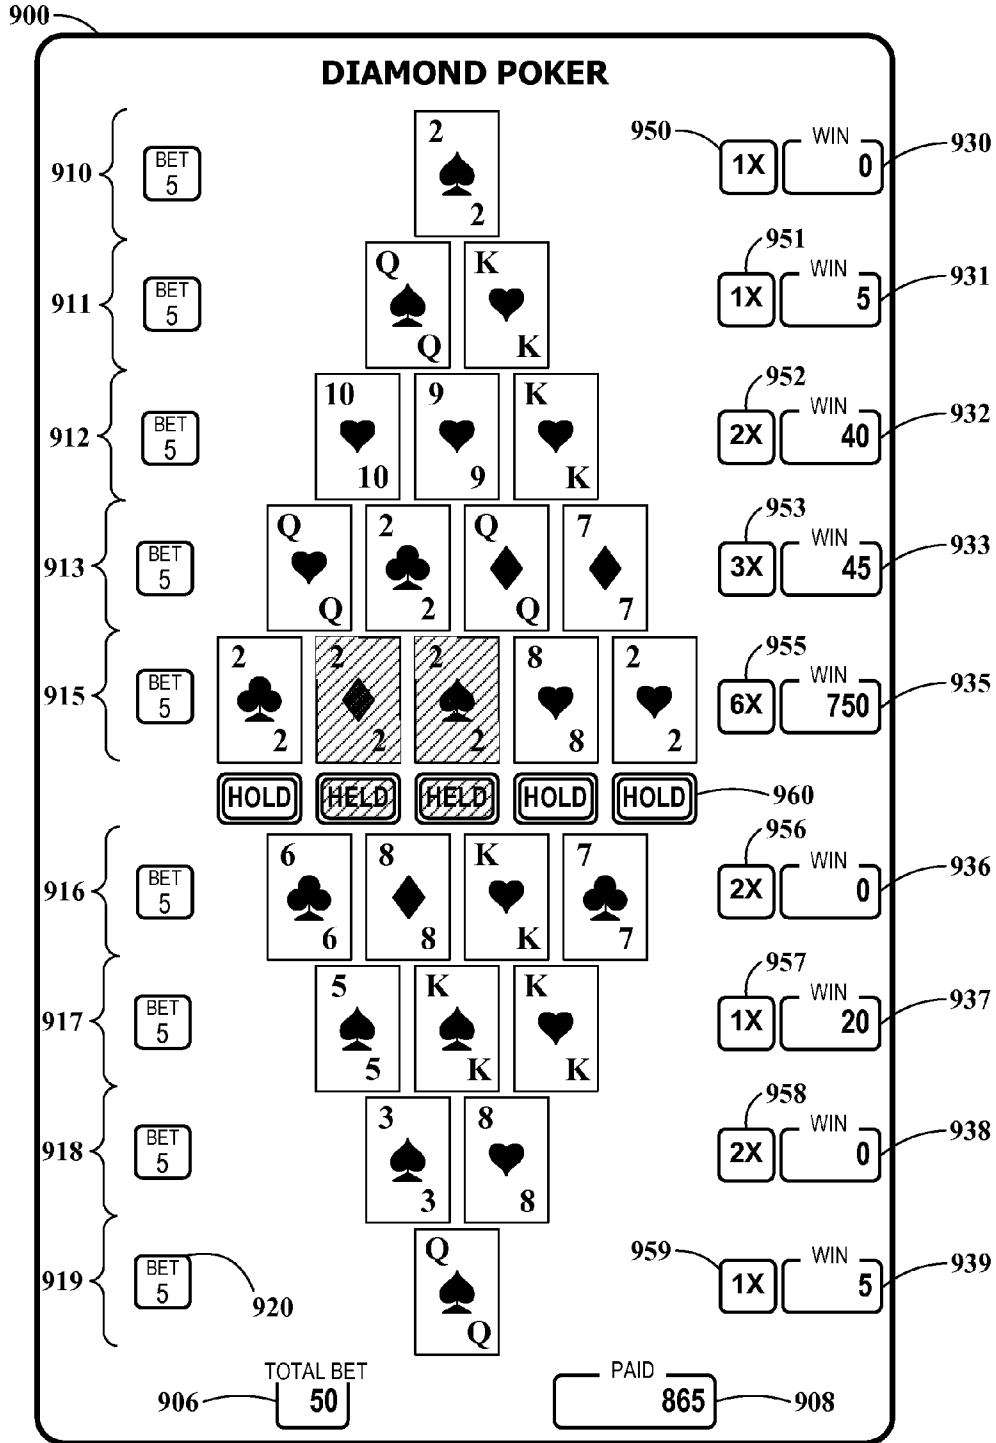 900
DIAMOND POKER
910
BET
5
2
2
950
1X
WIN
0
930
911
BET
5
Q
Q
K
K
951
1X
WIN
5
931
912
BET
5
10
10
9
9
K
K
952
2X
WIN
40
932
913
BET
5
Q
Q
2
2
Q
Q
7
7
953
3X
WIN
45
933
915
BET
5
2
2
2
2
2
2
8
8
2
2
955
6X
WIN
750
935
HOLD
HELD
HELD
HOLD
HOLD
960
916
BET
5
6
6
8
8
K
K
7
7
956
2X
WIN
0
936
917
BET
5
5
5
K
K
K
K
957
1X
WIN
20
937
918
BET
5
3
3
8
8
958
2X
WIN
0
938
919
BET
5
920
Q
Q
959
1X
WIN
5
939
906
TOTAL BET
50
PAID
865
908